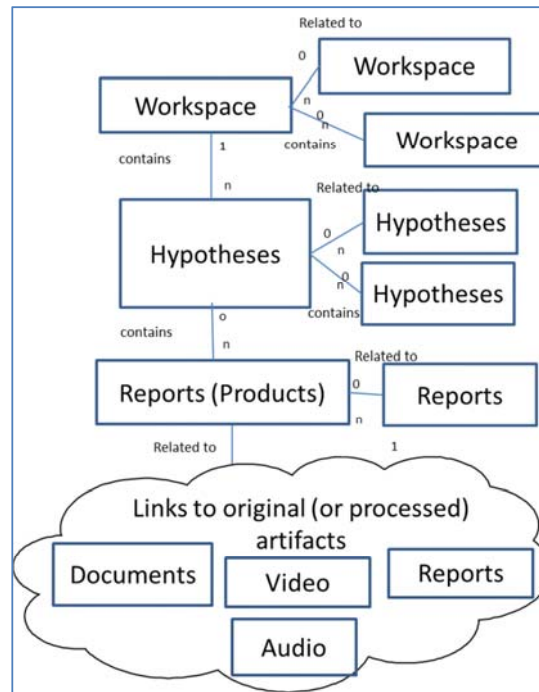 Related to
0
Workspace
Workspace
n
0
n
Workspace
contains
1
contains
n
Related to
Hypotheses
0
n
Hypotheses
0
n
Hypotheses
contains
o
contains
n
Related to
Reports (Products)
0
Reports
n
Related to
1
Links to original (or processed)
artifacts
Documents
Video
Reports
Audio